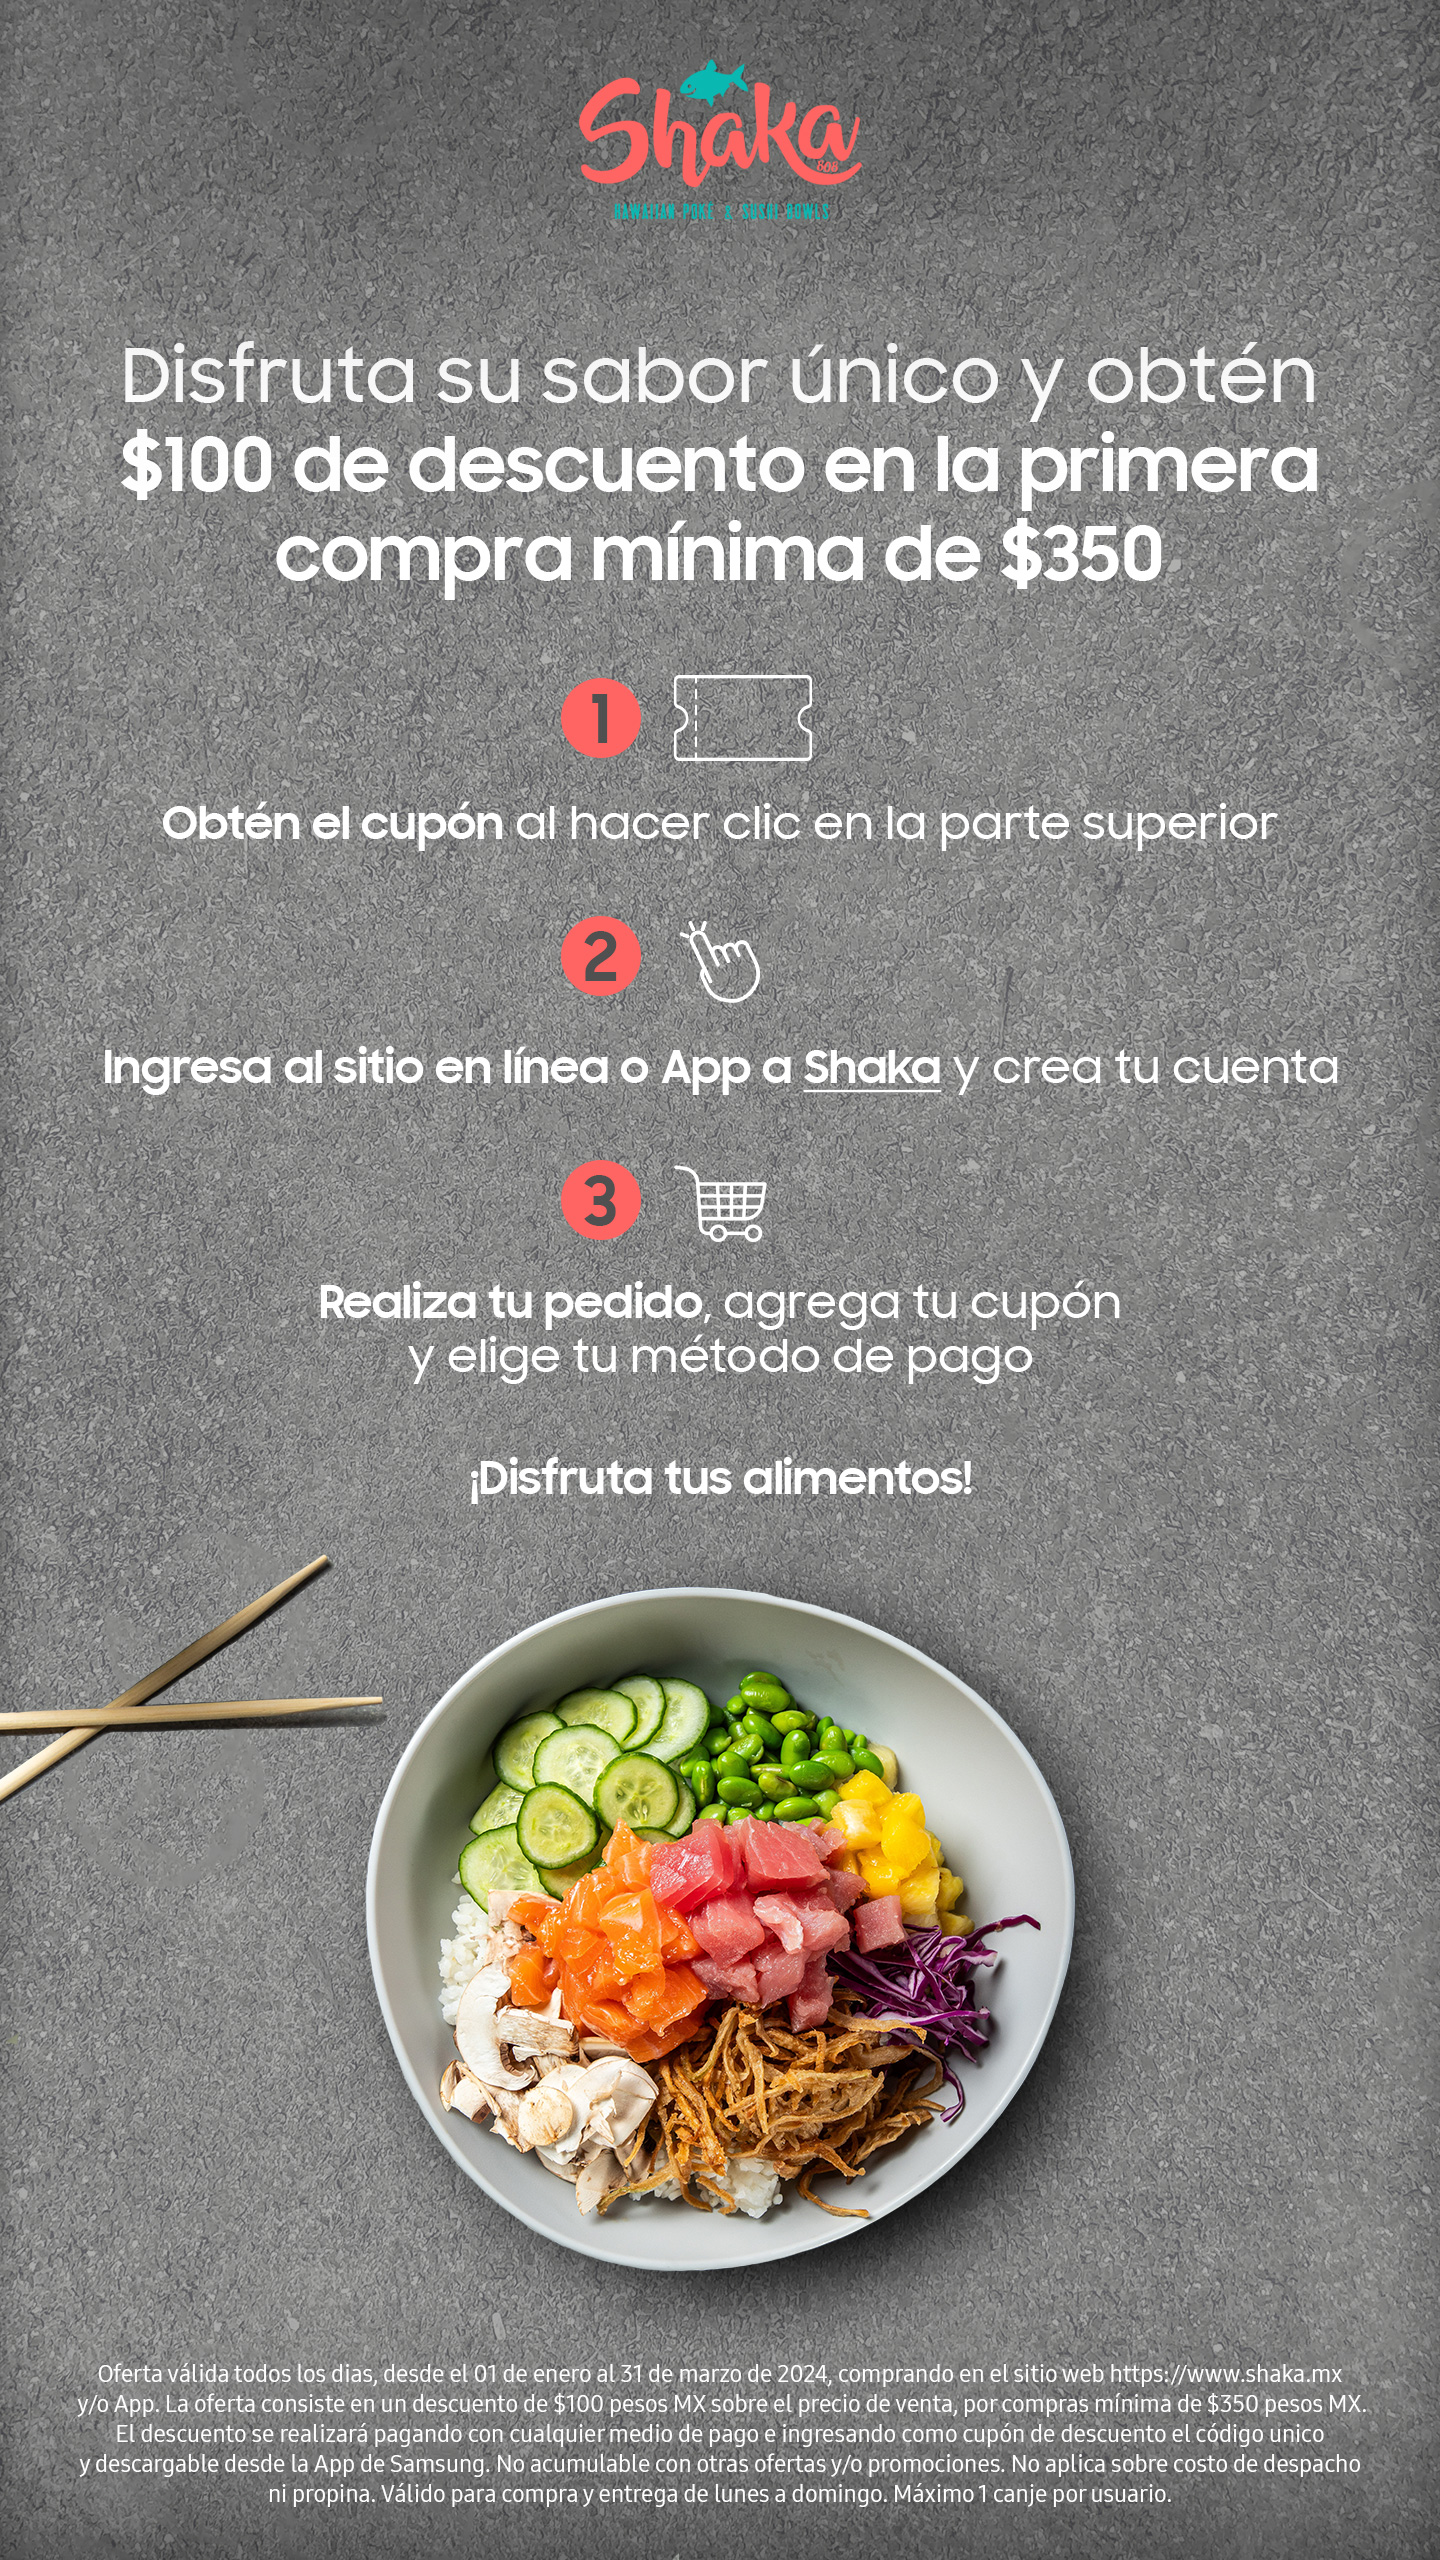 Shaka
808
HAWAIIAN POKÉ & SUSHI BOWLS
Disfruta su sabor único y obtén
$100 de descuento en la primera
compra mínima de $350
1
Obtén el cupón al hacer clic en la parte superior
2
Ingresa al sitio en línea o App a Shaka y crea tu cuenta
3
Realiza tu pedido, agrega tu cupón
y elige tu método de pago
¡Disfruta tus alimentos!
Oferta válida todos los dias, desde el 01 de enero al 31 de marzo de 2024, comprando en el sitio web https://www.shaka.mx
y/o App. La oferta consiste en un descuento de $100 pesos MX sobre el precio de venta, por compras mínima de $350 pesos MX.
El descuento se realizará pagando con cualquier medio de pago e ingresando como cupón de descuento el código unico
y descargable desde la App de Samsung. No acumulable con otras ofertas y/o promociones. No aplica sobre costo de despacho
ni propina. Válido para compra y entrega de lunes a domingo. Máximo 1 canje por usuario.